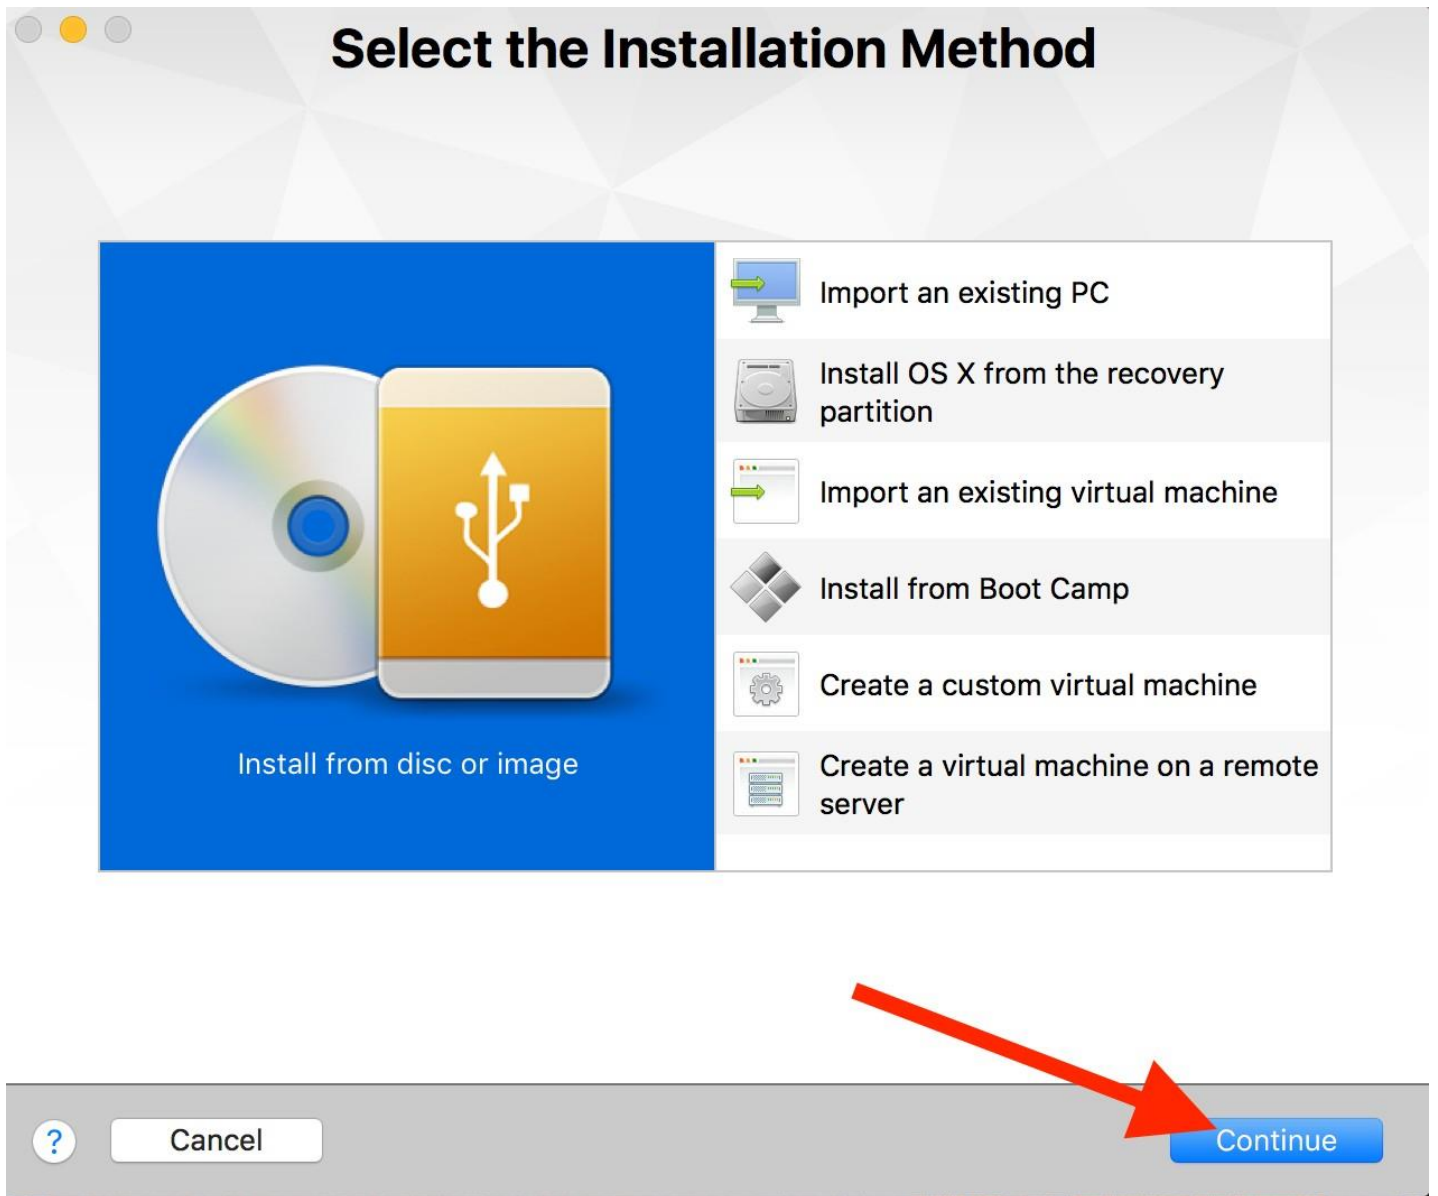 Select the Installation Method
Install from disc or image
Import an existing PC
Install OS X from the recovery
partition
Import an existing virtual machine
Install from Boot Camp
Create a custom virtual machine
Create a virtual machine on a remote
server
?
Cancel
Continue